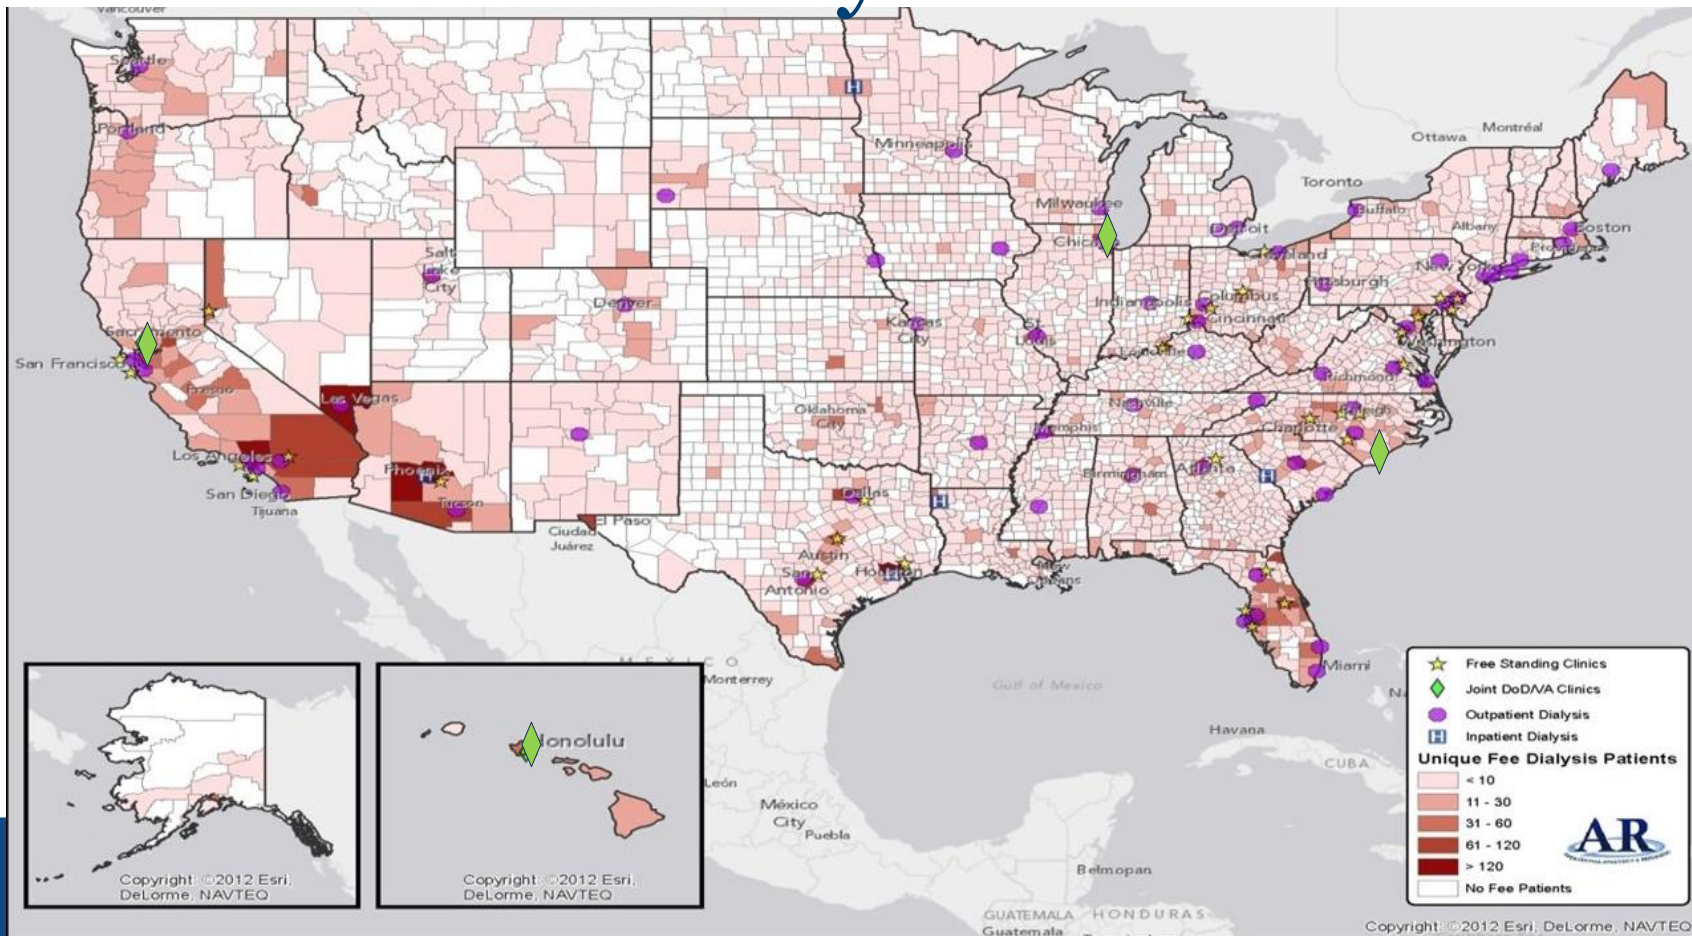 y
Vancouver
Seattle
Portland
Minneapolis
Ottawa
Montréal
Toronto
Milwaukee
Buffalo
Albany
Boston
Detroit
Providence
Chicago
Cleveland
New York
Salt
Lake
City
Pittsburgh
Denver
Indianapolis
Columbus
Cincinnati
Sacramento
Kansas
City
St.
Louis
Louisville
Washington
San Francisco
Fresno
Richmond
Las Vegas
Nashville
Raleigh
Oklahoma
City
Memphis
Charlotte
Los Angeles
Phoenix
Birmingham
Atlanta
San Diego
Tucson
Dallas
Tijuana
El Paso
Ciudad
Juárez
Austin
San
Antonio
Houston
New
Orleans
Miami
MEXICO
Monterrey
Gulf of Mexico
Havana
CUBA
Honolulu
León
México
City
Puebla
Belmopan
GUATEMALA
HONDURAS
Guatemala
Copyright: ©2012 Esri,
DeLorme, NAVTEQ
Copyright: ©2012 Esri,
DeLorme, NAVTEQ
Free Standing Clinics
Joint DoD/VA Clinics
Outpatient Dialysis
H Inpatient Dialysis
Unique Fee Dialysis Patients
< 10
11 - 30
31 - 60
61 - 120
> 120
No Fee Patients
AR
Copyright: ©2012 Esri, DeLorme, NAVTEQ